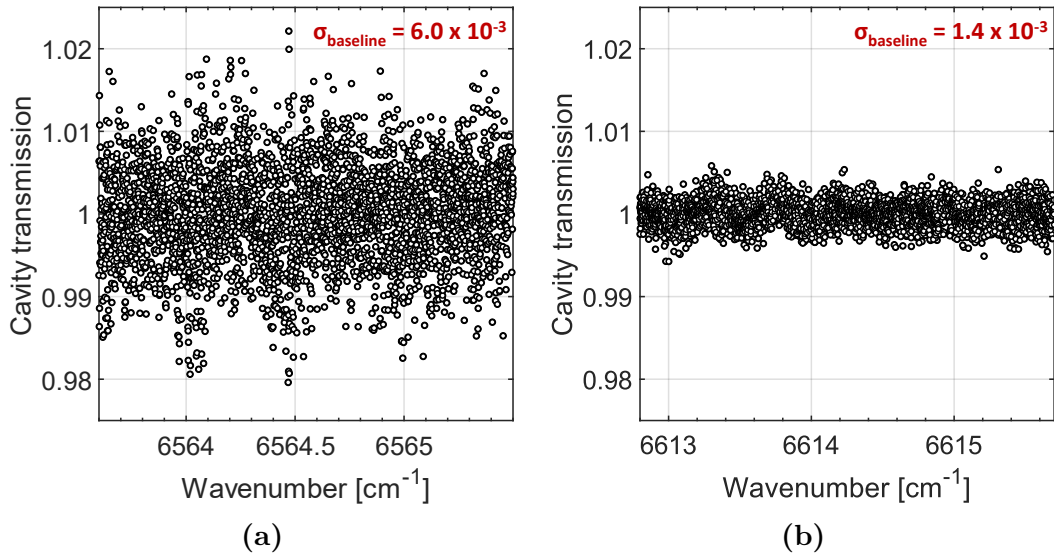 σbaseline = 6.0 x 10-3
1.02
1.01
1
0.99
0.98
Cavity transmission
6564
6564.5
6565
Wavenumber [cm-1]
(a)
σbaseline = 1.4 x 10-3
1.02
1.01
1
0.99
0.98
Cavity transmission
6613
6614
6615
Wavenumber [cm-1]
(b)